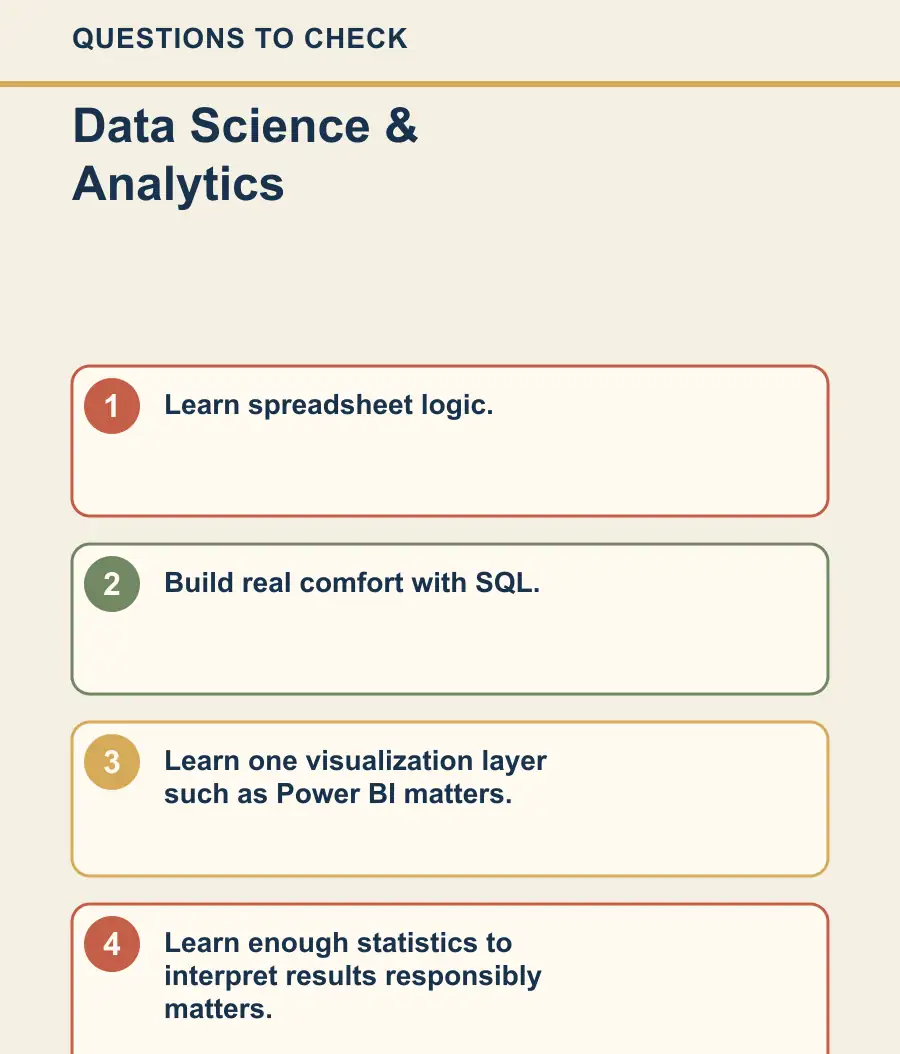 QUESTIONS TO CHECK
Data Science &
Analytics
1
Learn spreadsheet logic.
2
Build real comfort with SQL.
3
Learn one visualization layer
such as Power BI matters.
4
Learn enough statistics to
interpret results responsibly
matters.